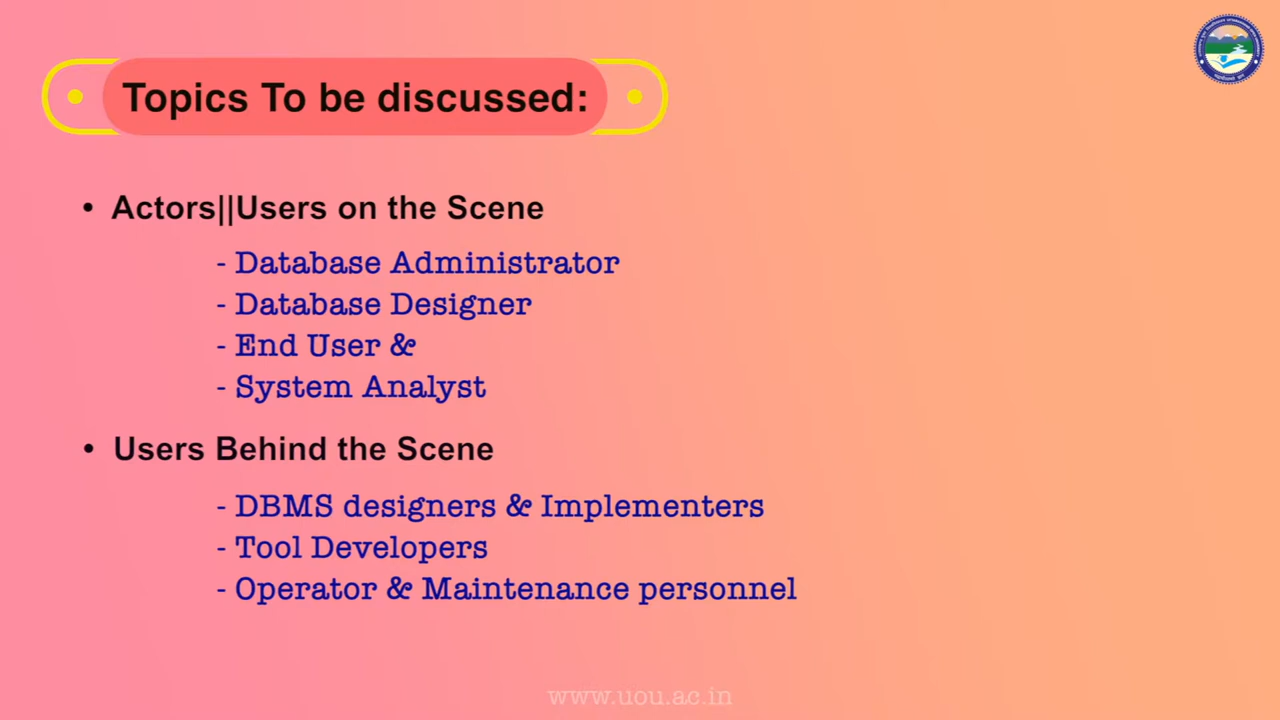 Topics To be discussed:
• Actors||Users on the Scene
- Database Administrator
- Database Designer
- End User &
- System Analyst
• Users Behind the Scene
- DBMS designers & Implementers
- Tool Developers
- Operator & Maintenance personnel
www.uou.ac.in